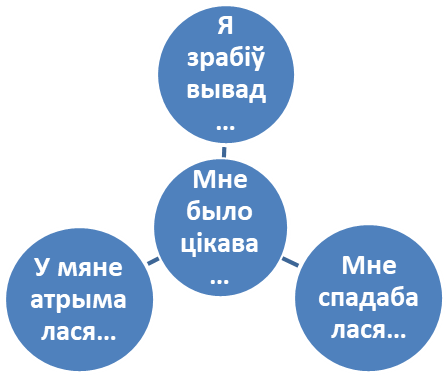 Я
зрабіў
вывад
...
Мне
было
цікава
...
У мяне
атрыма
лася...
Мне
спадаба
лася...